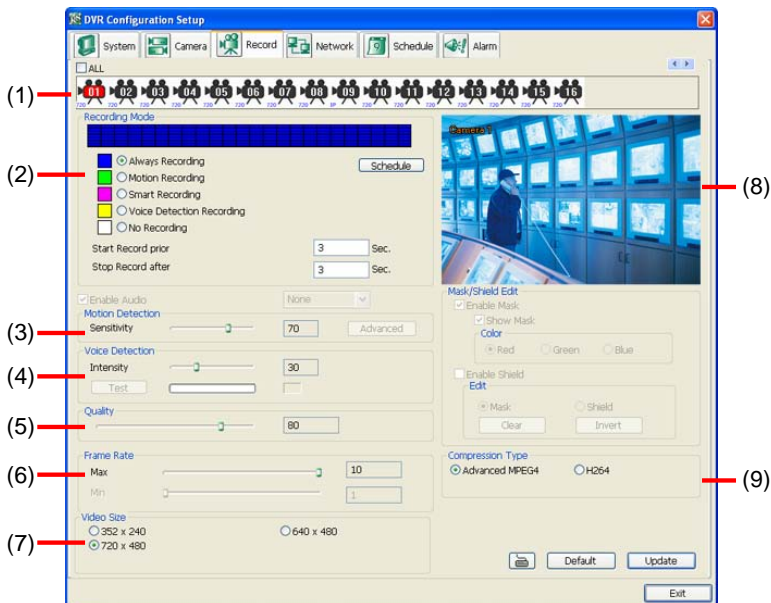 DVR Configuration Setup
System Camera Record Network Schedule Alarm
ALL
(1)
01 02 03 04 05 06 07 08 09 10 11 12 13 14 15 16
Recording Mode
(2)
Always Recording
Schedule
Motion Recording
Smart Recording
Voice Detection Recording
No Recording
Start Record prior 3 Sec.
Stop Record after 3 Sec.
Camera 1
(8)
Enable Audio None
Motion Detection
(3)
Sensitivity 70 Advanced
Voice Detection
(4)
Intensity 30
Test
Quality
(5)
80
Frame Rate
(6)
Max 10
Min 1
Video Size
(7)
352 x 240 640 x 480
720 x 480
Mask/Shield Edit
Enable Mask
Show Mask
Color
Red Green Blue
Enable Shield
Edit
Mask Shield
Clear Invert
Compression Type
Advanced MPEG4 H264
(9)
Default Update
Exit